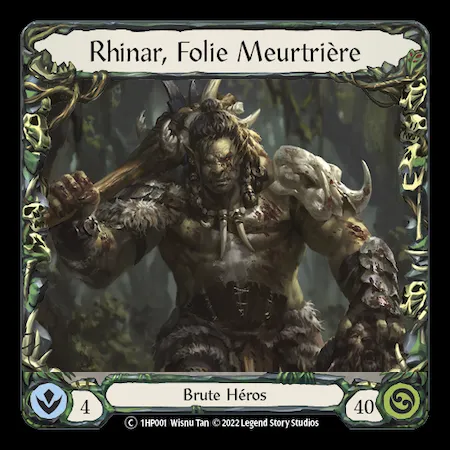 Rhinar, Folie Meurtrière
4
Brute Héros
40
C 1HP001 Wisnu Tan © 2022 Legend Story Studios